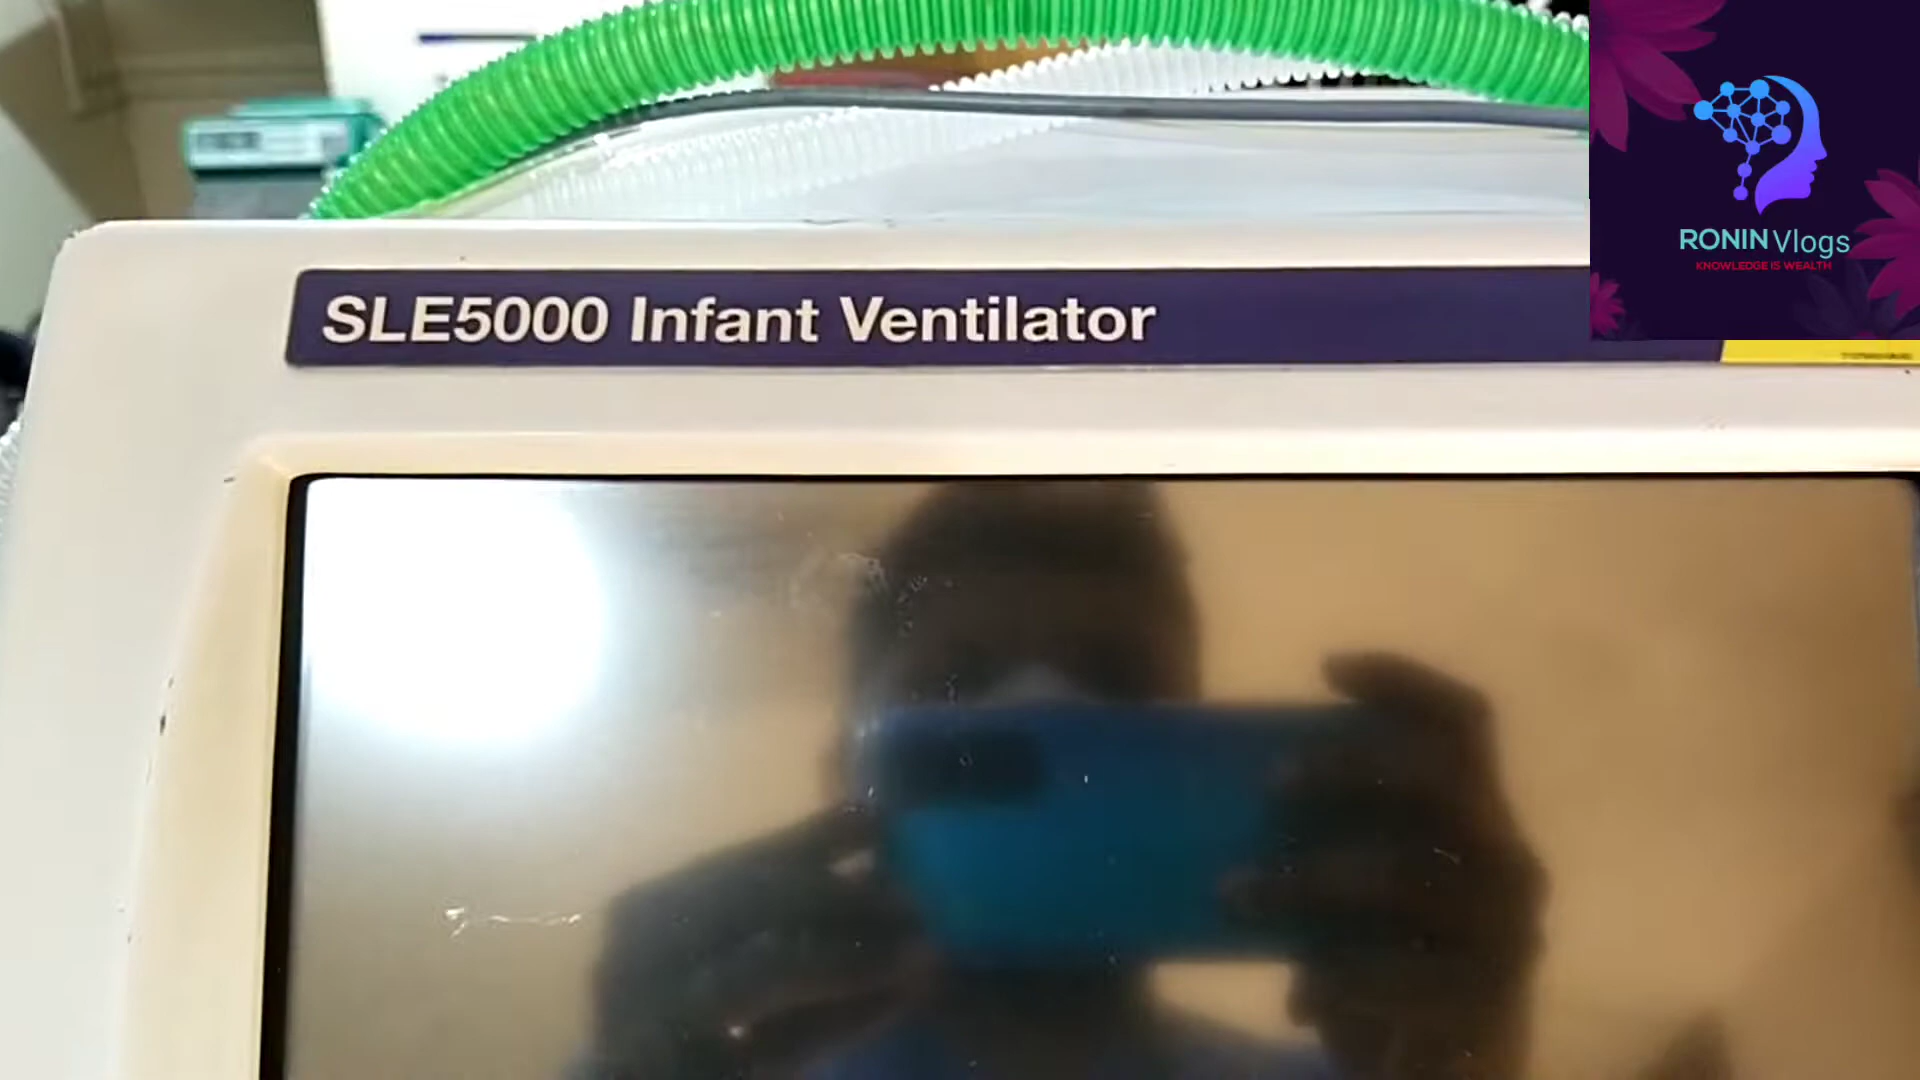 RONIN Vlogs
KNOWLEDGE IS WEALTH
SLE5000 Infant Ventilator